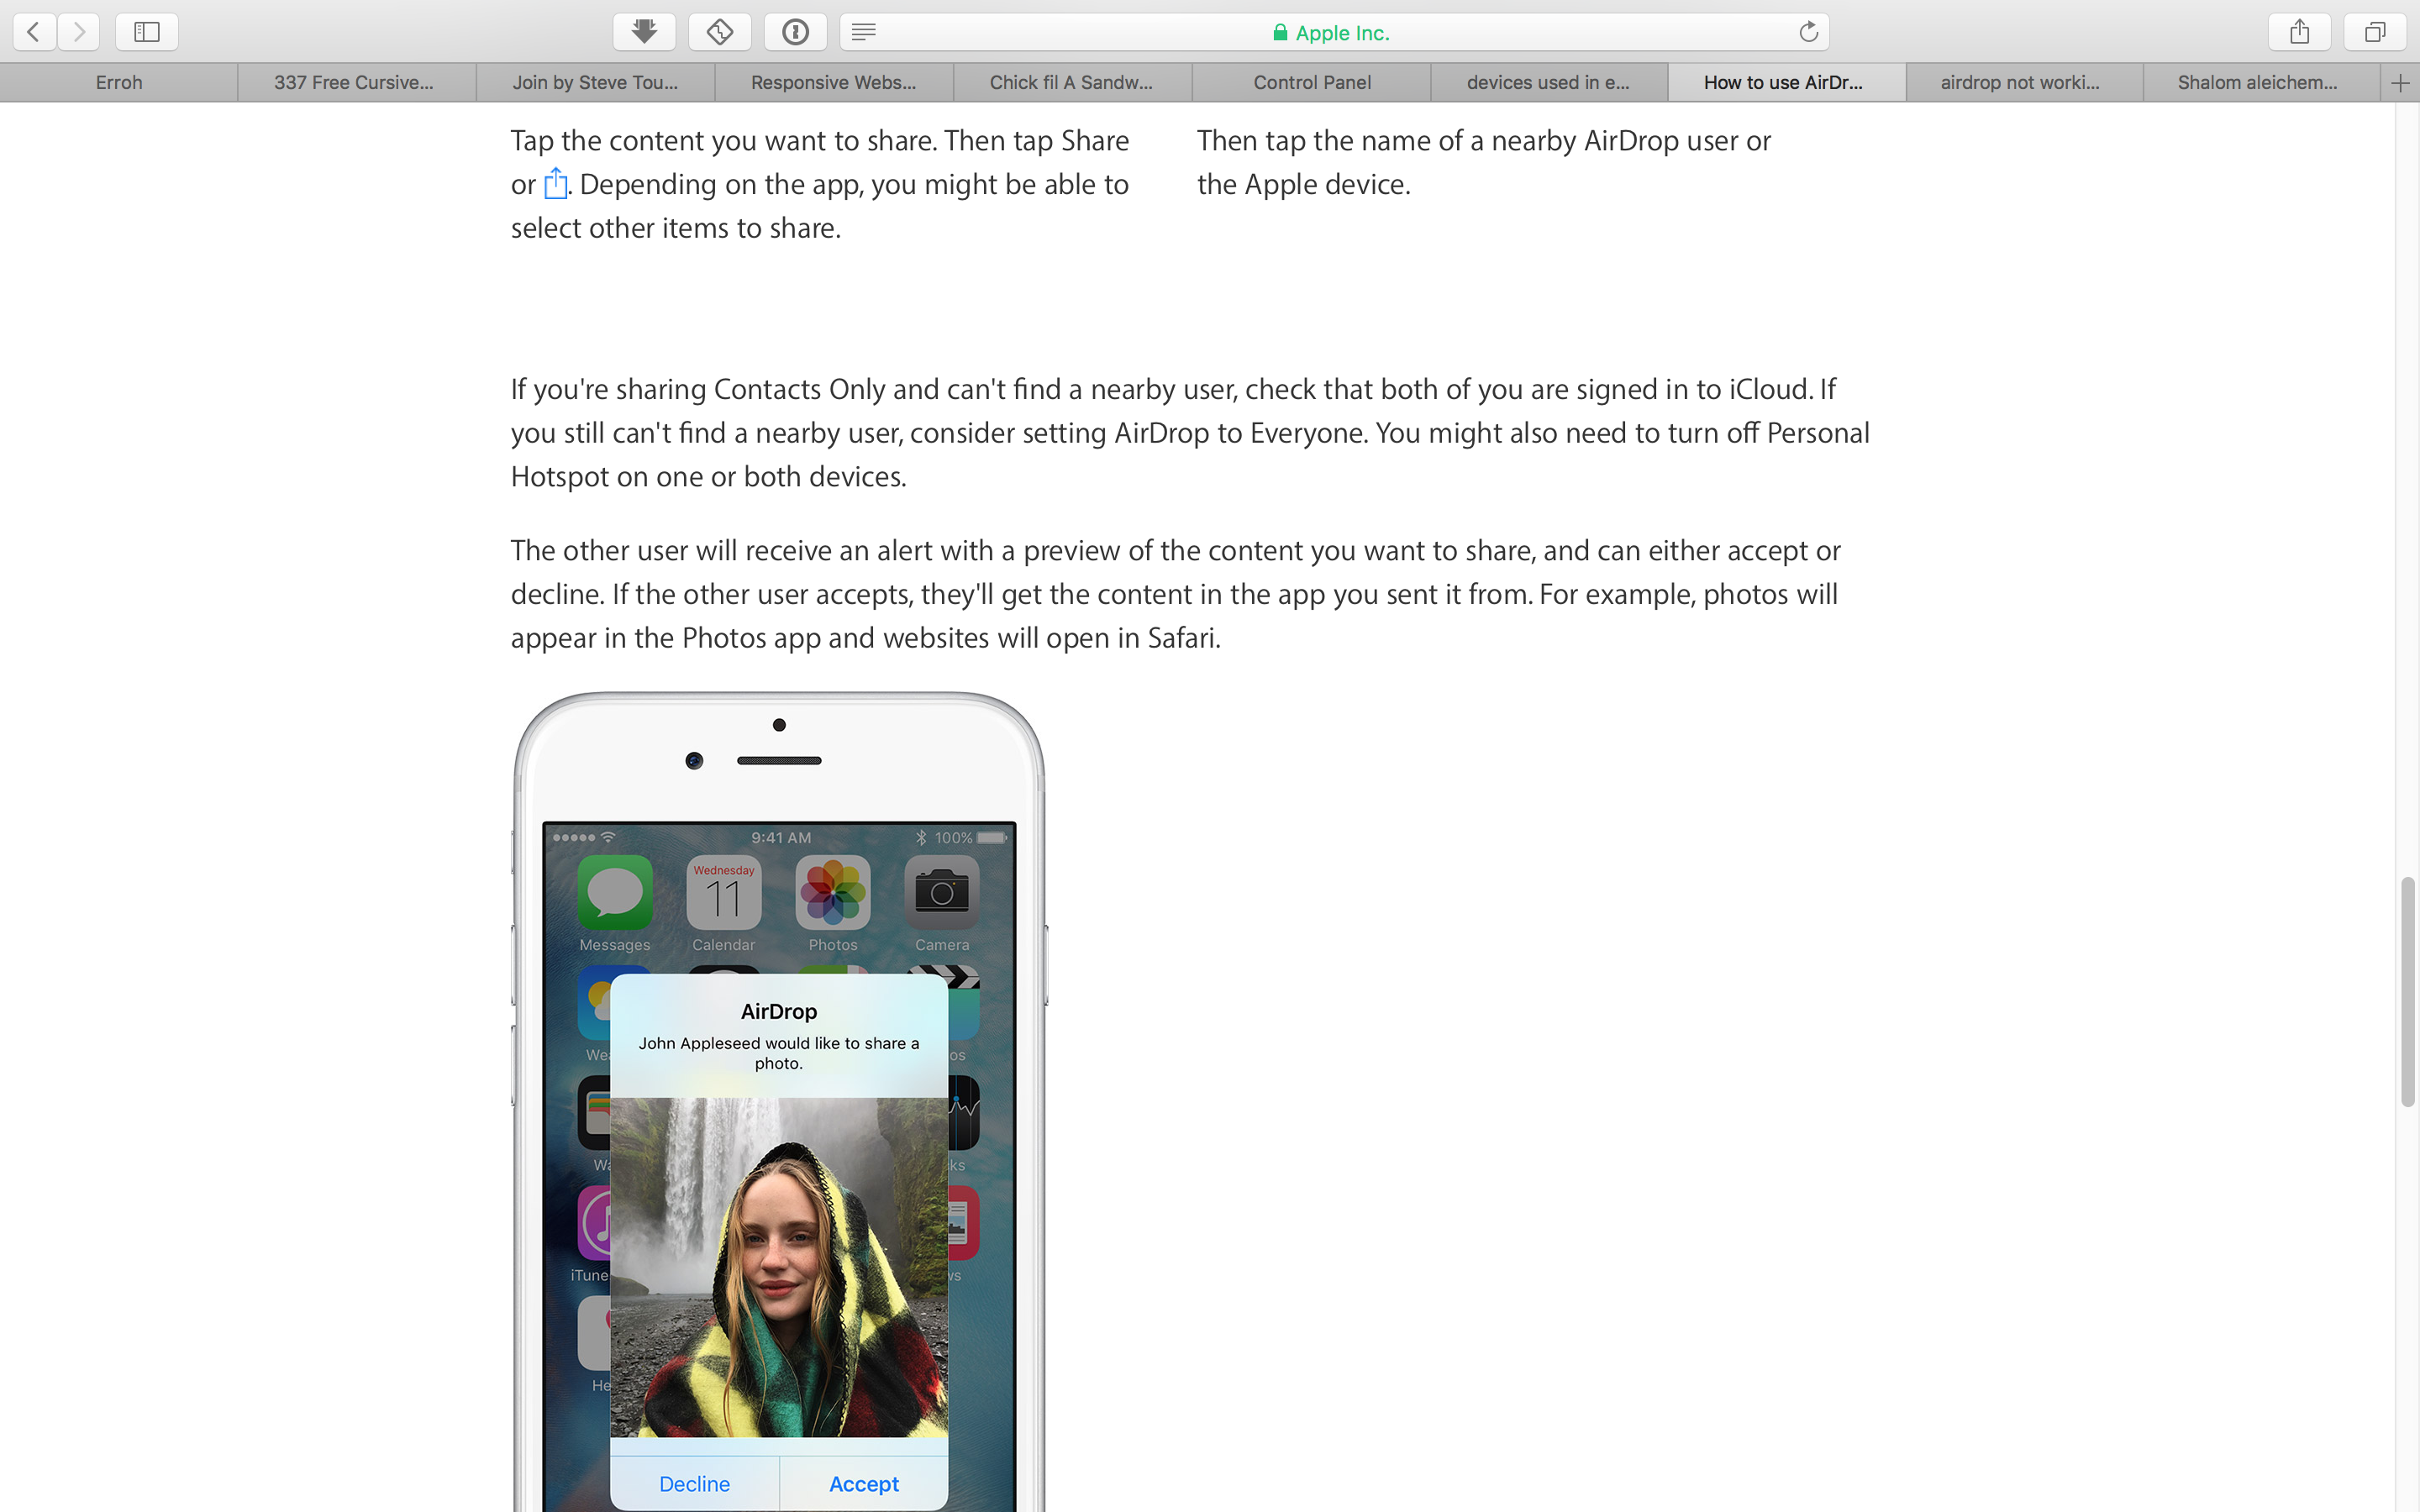 Apple Inc.
Erroh
337 Free Cursive...
Join by Steve Tou...
Responsive Webs...
Chick fil A Sandw...
Control Panel
devices used in e...
How to use AirDr...
airdrop not worki...
Shalom aleichem...
Tap the content you want to share. Then tap Share
or . Depending on the app, you might be able to
select other items to share.
Then tap the name of a nearby AirDrop user or
the Apple device.
If you're sharing Contacts Only and can't find a nearby user, check that both of you are signed in to iCloud. If
you still can't find a nearby user, consider setting AirDrop to Everyone. You might also need to turn off Personal
Hotspot on one or both devices.
The other user will receive an alert with a preview of the content you want to share, and can either accept or
decline. If the other user accepts, they'll get the content in the app you sent it from. For example, photos will
appear in the Photos app and websites will open in Safari.
9:41 AM
100%
Wednesday
11
Messages
Calendar
Photos
Camera
AirDrop
John Appleseed would like to share a
photo.
iTune
Decline
Accept